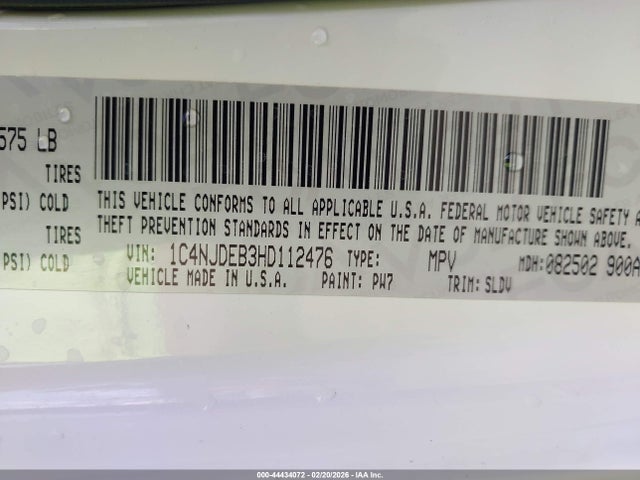 575 LB
TIRES
PSI) COLD
TIRES
PSI) COLD
THIS VEHICLE CONFORMS TO ALL APPLICABLE U.S.A. FEDERAL MOTOR VEHICLE SAFETY A
THEFT PREVENTION STANDARDS IN EFFECT ON THE DATE OF MANUFACTURE SHOWN ABOVE.
VIN: 1C4NJDEB3HD112476 TYPE: MPV MDH:082502 900A
VEHICLE MADE IN U.S.A. PAINT: PW7 TRIM: SLDV
000-44434072 - 02/20/2026 - IAA Inc.